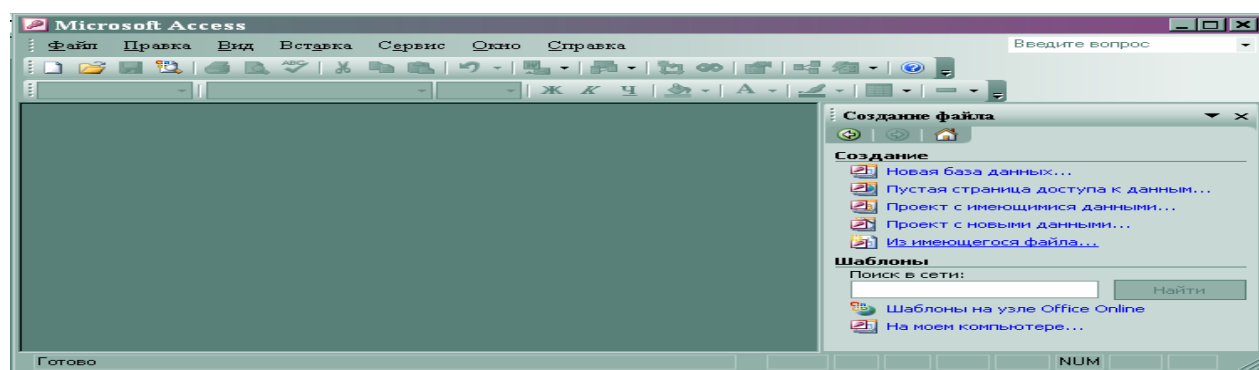 Microsoft Access
Файл Правка Вид Вставка Сервис Окно Справка Введите вопрос
ABC
Ж К Ч A
Создание файла
Создание
Новая база данных...
Пустая страница доступа к данным...
Проект с имеющимися данными...
Проект с новыми данными...
Из имеющегося файла...
Шаблоны
Поиск в сети:
Найти
Шаблоны на узле Office Online
На моем компьютере...
Готово NUM